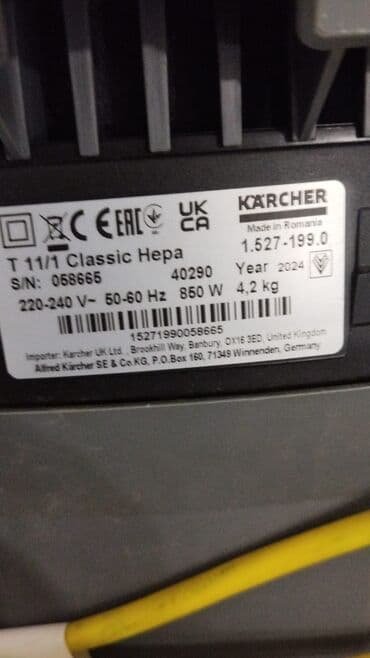 CE EAC UK CA KÄRCHER
Made in Romania
T 11/1 Classic Hepa 1.527-199.0
S/N: 058665 40290 Year 2024
220-240 V~ 50-60 Hz 850 W 4,2 kg
15271990058665
Importer: Karcher UK Ltd., Brookhill Way, Banbury, OX16 3ED, United Kingdom
Alfred Kärcher SE & Co.KG, P.O.Box 160, 71349 Winnenden, Germany